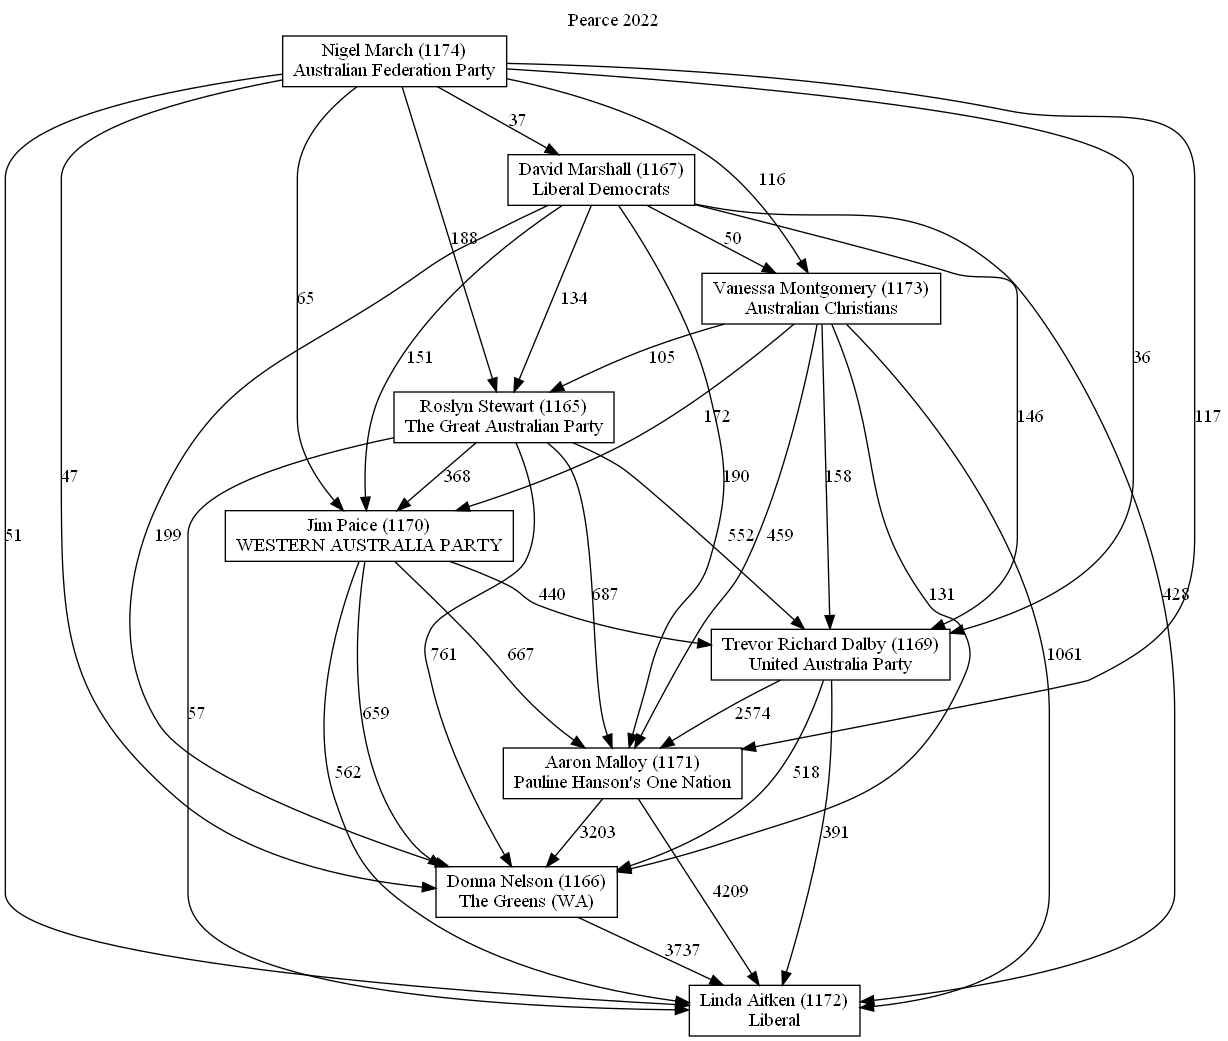 Pearce 2022
Nigel March (1174)
Australian Federation Party
37
David Marshall (1167)
Liberal Democrats
116
188
50
65
134
Vanessa Montgomery (1173)
Australian Christians
151
105
36
Roslyn Stewart (1165)
The Great Australian Party
172
146
117
47
368
190
158
Jim Paice (1170)
WESTERN AUSTRALIA PARTY
51
199
552
459
440
687
131
428
Trevor Richard Dalby (1169)
United Australia Party
761
667
1061
57
659
2574
Aaron Malloy (1171)
Pauline Hanson's One Nation
562
518
3203
391
Donna Nelson (1166)
The Greens (WA)
4209
3737
Linda Aitken (1172)
Liberal